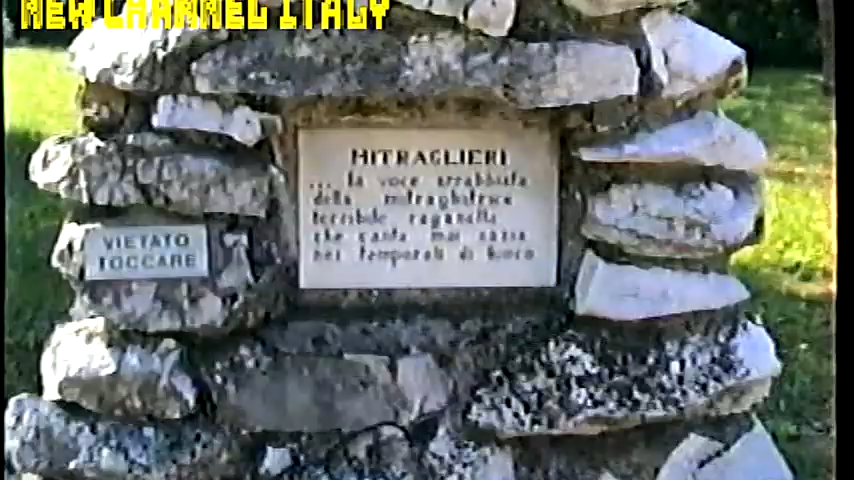 NEW CHANNEL ITALY
MITRAGLIERI
... la voce arrabbiata
della mitragliatrice
terribile raganella
che canta mai sazia
nei temporali di fuoco
VIETATO
TOCCARE